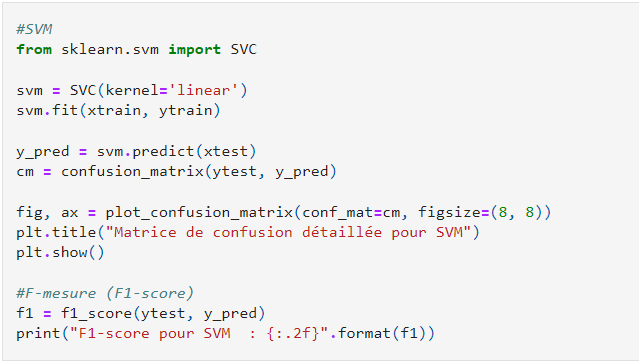 #SVM
from sklearn.svm import SVC
svm = SVC(kernel='linear')
svm.fit(xtrain, ytrain)
y_pred = svm.predict(xtest)
cm = confusion_matrix(ytest, y_pred)
fig, ax = plot_confusion_matrix(conf_mat=cm, figsize=(8, 8))
plt.title("Matrice de confusion détaillée pour SVM")
plt.show()
#F-mesure (F1-score)
f1 = f1_score(ytest, y_pred)
print("F1-score pour SVM  : {:.2f}".format(f1))